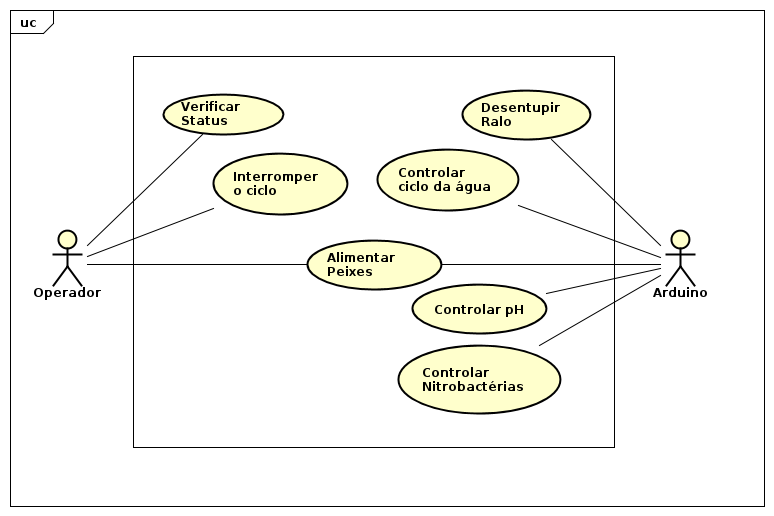 uc
Verificar
Status
Desentupir
Ralo
Interromper
o ciclo
Controlar
ciclo da água
Alimentar
Peixes
Operador
Arduino
Controlar pH
Controlar
Nitrobactérias